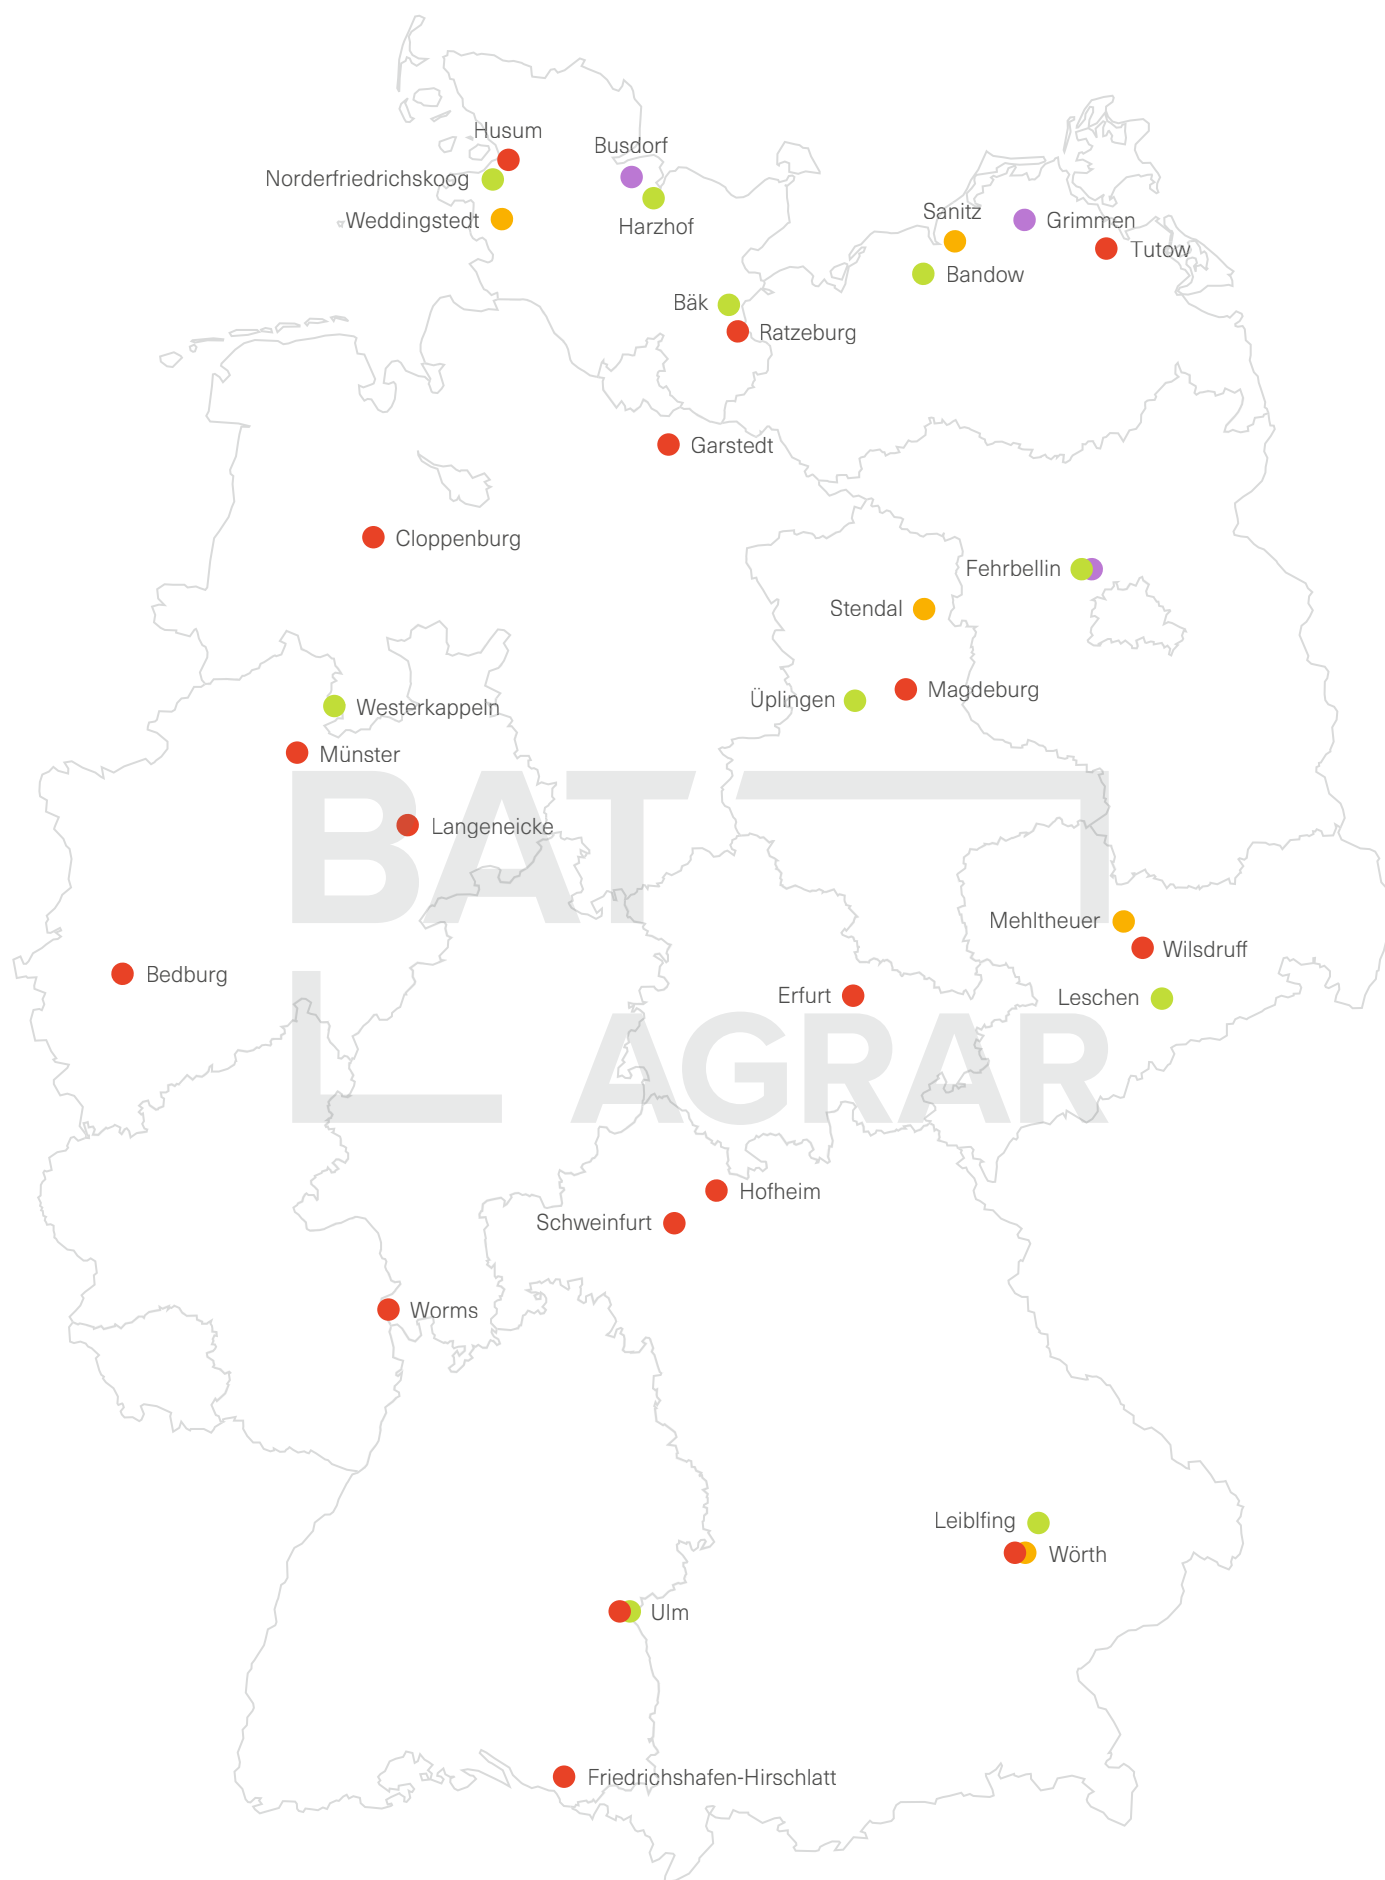 Husum
Busdorf
Norderfriedrichskoog
Weddingstedt
Harzhof
Sanitz
Grimmen
Tutow
Bandow
Bäk
Ratzeburg
Garstedt
Cloppenburg
Fehrbellin
Stendal
Üplingen
Magdeburg
Westerkappeln
Münster
BAT
Langeneicke
Mehltheuer
Wilsdruff
Bedburg
Erfurt
Leschen
AGRAR
Hofheim
Schweinfurt
Worms
Leiblfing
Wörth
Ulm
Friedrichshafen-Hirschlatt